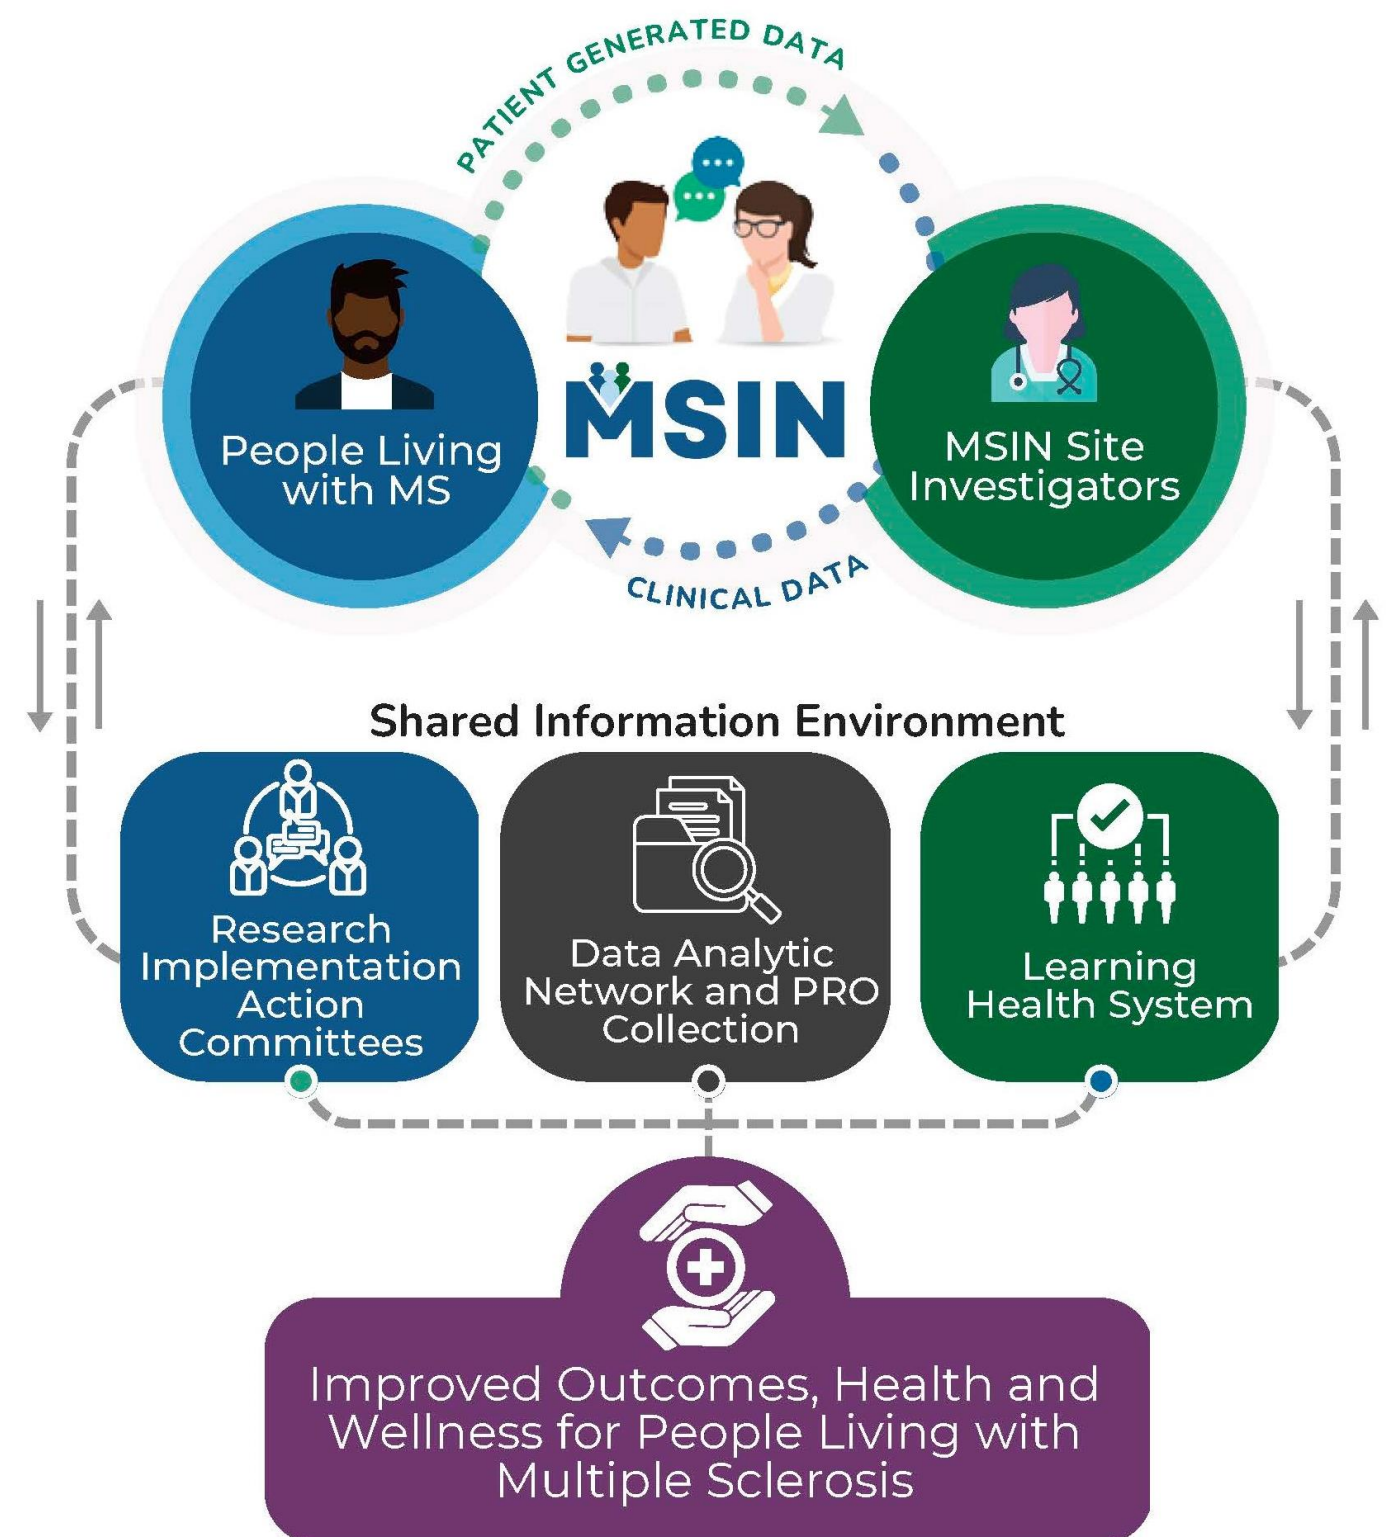 PATIENT GENERATED DATA
MSIN
People Living
with MS
MSIN Site
Investigators
CLINICAL DATA
Shared Information Environment
Research
Implementation
Action
Committees
Data Analytic
Network and PRO
Collection
Learning
Health System
Improved Outcomes, Health and
Wellness for People Living with
Multiple Sclerosis